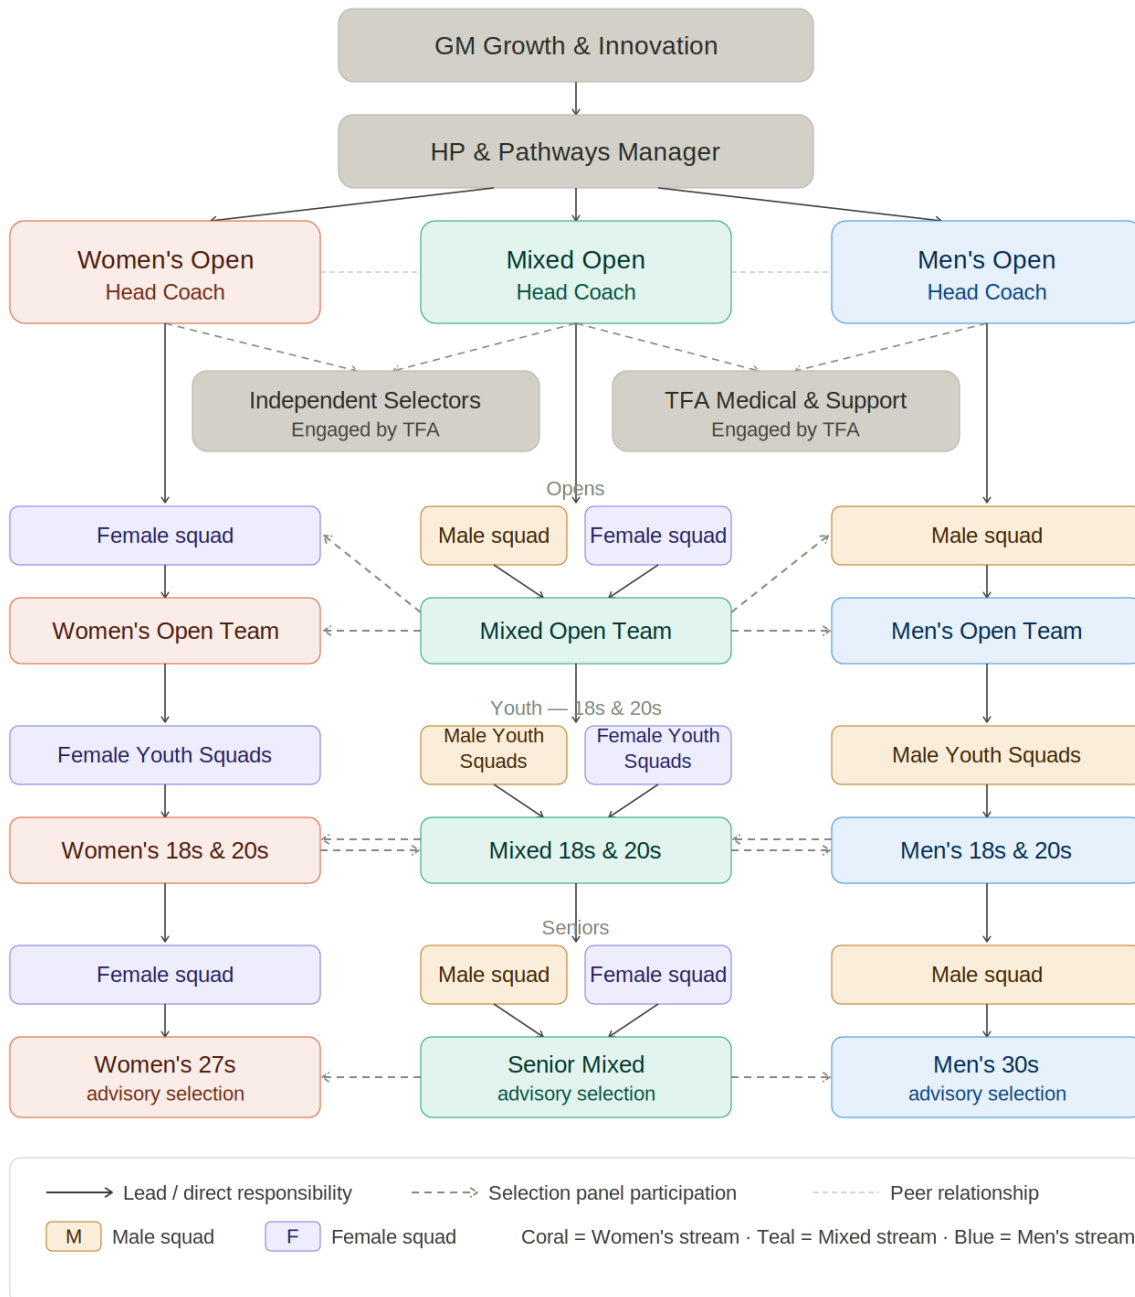 GM Growth & Innovation
HP & Pathways Manager
Women's Open
Head Coach
Mixed Open
Head Coach
Men's Open
Head Coach
Independent Selectors
Engaged by TFA
TFA Medical & Support
Engaged by TFA
Opens
Female squad
Male squad
Female squad
Male squad
Women's Open Team
Mixed Open Team
Men's Open Team
Youth — 18s & 20s
Female Youth Squads
Male Youth
Squads
Female Youth
Squads
Male Youth Squads
Women's 18s & 20s
Mixed 18s & 20s
Men's 18s & 20s
Seniors
Female squad
Male squad
Female squad
Male squad
Women's 27s
advisory selection
Senior Mixed
advisory selection
Men's 30s
advisory selection
Lead / direct responsibility
Selection panel participation
Peer relationship
M
Male squad
F
Female squad
Coral = Women's stream · Teal = Mixed stream · Blue = Men's stream